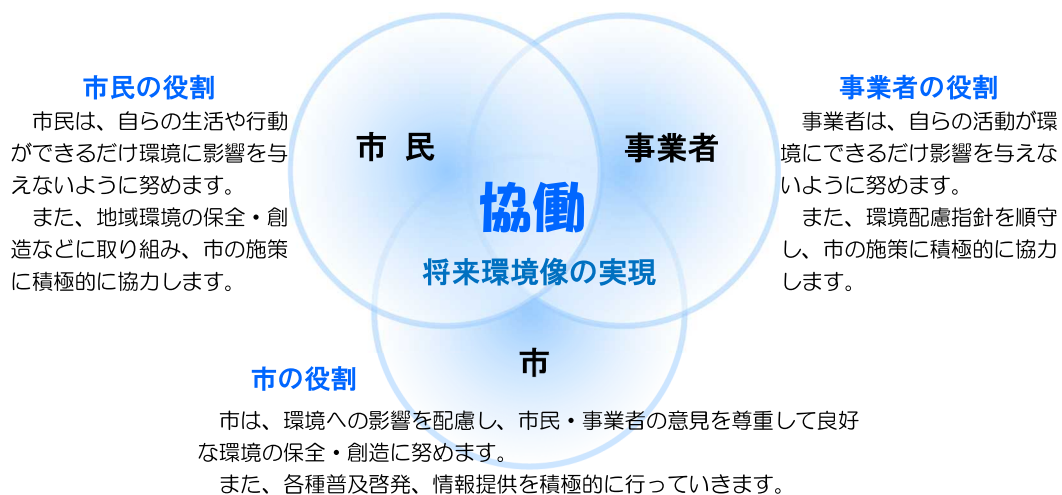 市民の役割
市民は、自らの生活や行動
ができるだけ環境に影響を与
えないように努めます。
また、地域環境の保全・創
造などに取り組み、市の施策
に積極的に協力します。
市 民
事業者
協働
将来環境像の実現
市
事業者の役割
事業者は、自らの活動が環
境にできるだけ影響を与えな
いように努めます。
また、環境配慮指針を順守
し、市の施策に積極的に協力
します。
市の役割
市は、環境への影響を配慮し、市民・事業者の意見を尊重して良好
な環境の保全・創造に努めます。
また、各種普及啓発、情報提供を積極的に行っていきます。